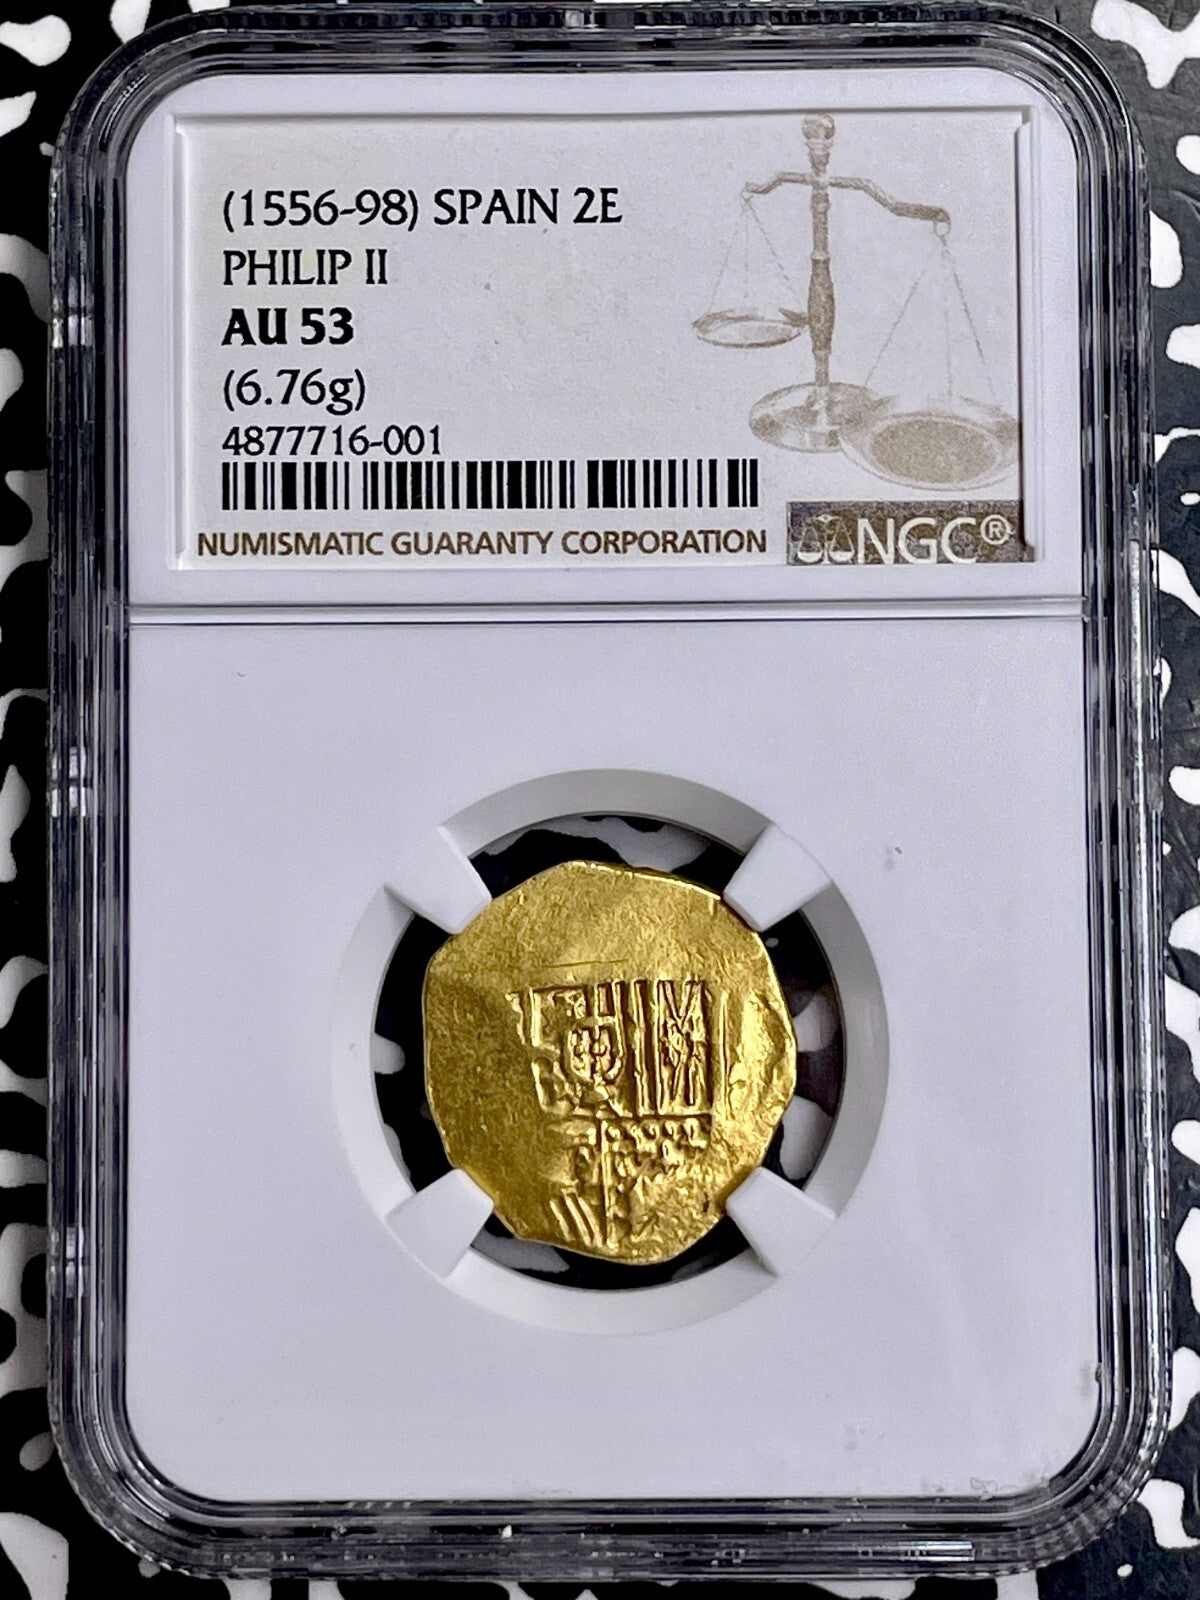 (1556-98) SPAIN 2E
PHILIP II
AU 53
(6.76g)
4877716-001
NUMISMATIC GUARANTY CORPORATION NGC®